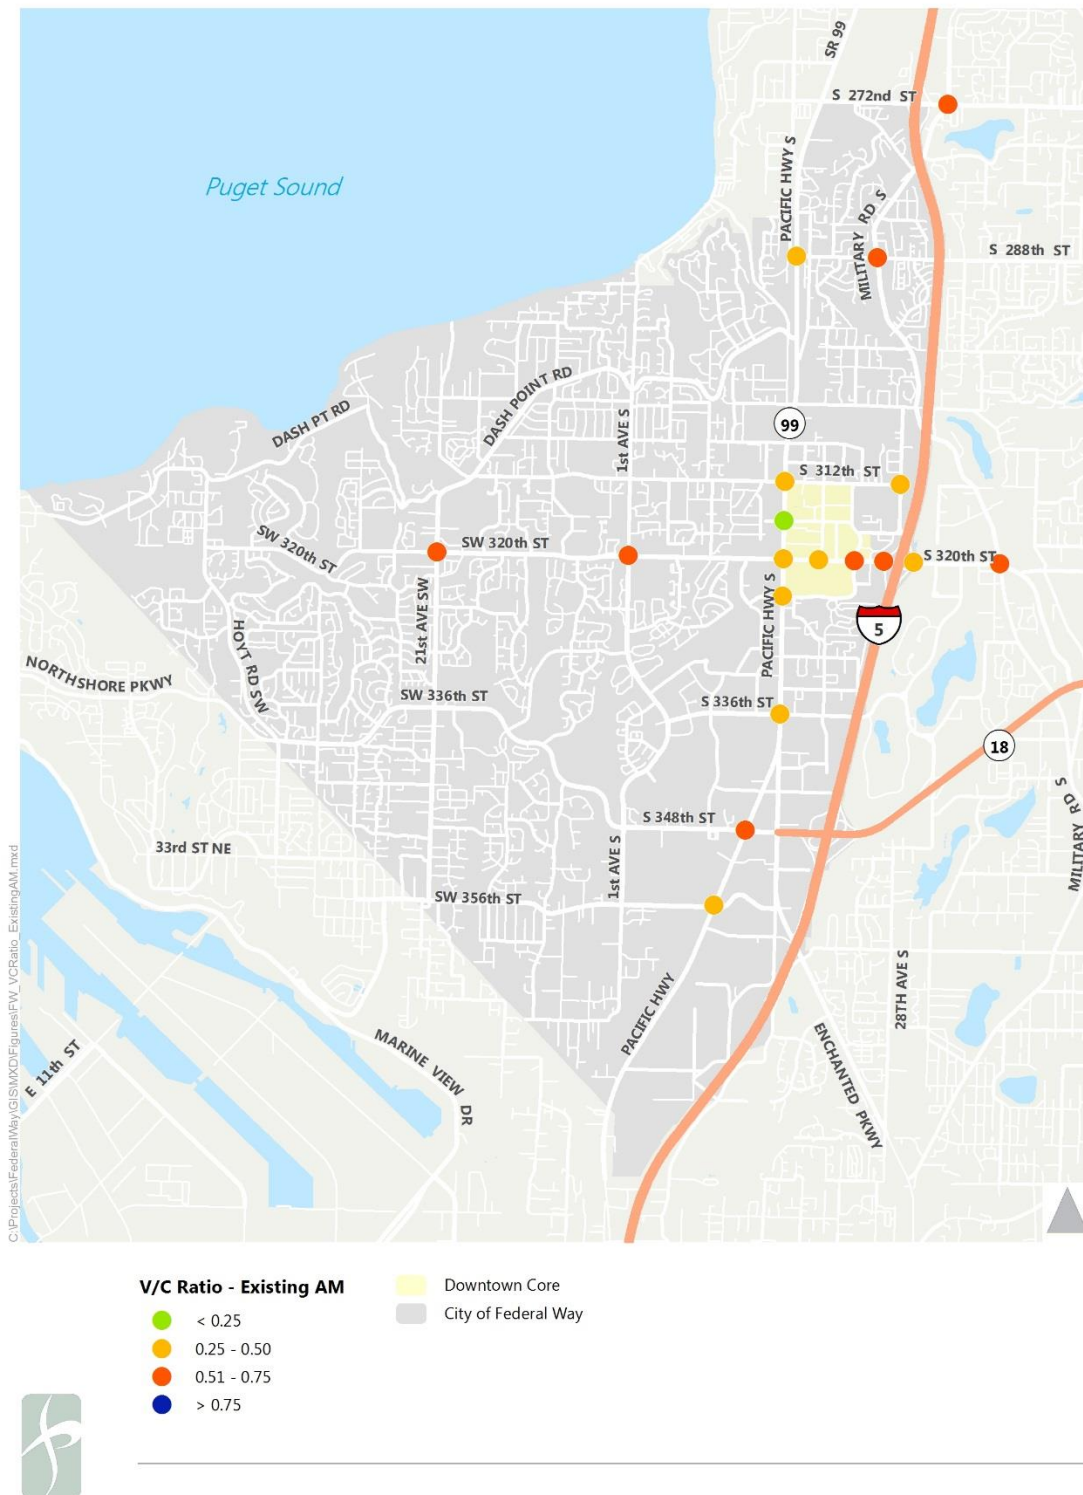 SR 99
S 272nd ST
Puget Sound
PACIFIC HWY S
MILITARY RD S
S 288th ST
DASH POINT RD
DASH PT RD
1st AVE S
99
S 312th ST
SW 320th ST
SW 320th ST
S 320th ST
21st AVE SW
PACIFIC HWY S
5
HOYT RD SW
NORTHSHORE PKWY
SW 336th ST
S 336th ST
18
MILITARY RD S
S 348th ST
33rd ST NE
1st AVE S
SW 356th ST
28TH AVE S
PACIFIC HWY
ENCHANTED PKWY
MARINE VIEW DR
E 11th ST
C:\Projects\FederalWay\GIS\MXD\Figures\FW_VCRatio_ExistingAM.mxd
V/C Ratio - Existing AM
< 0.25
0.25 - 0.50
0.51 - 0.75
> 0.75
Downtown Core
City of Federal Way